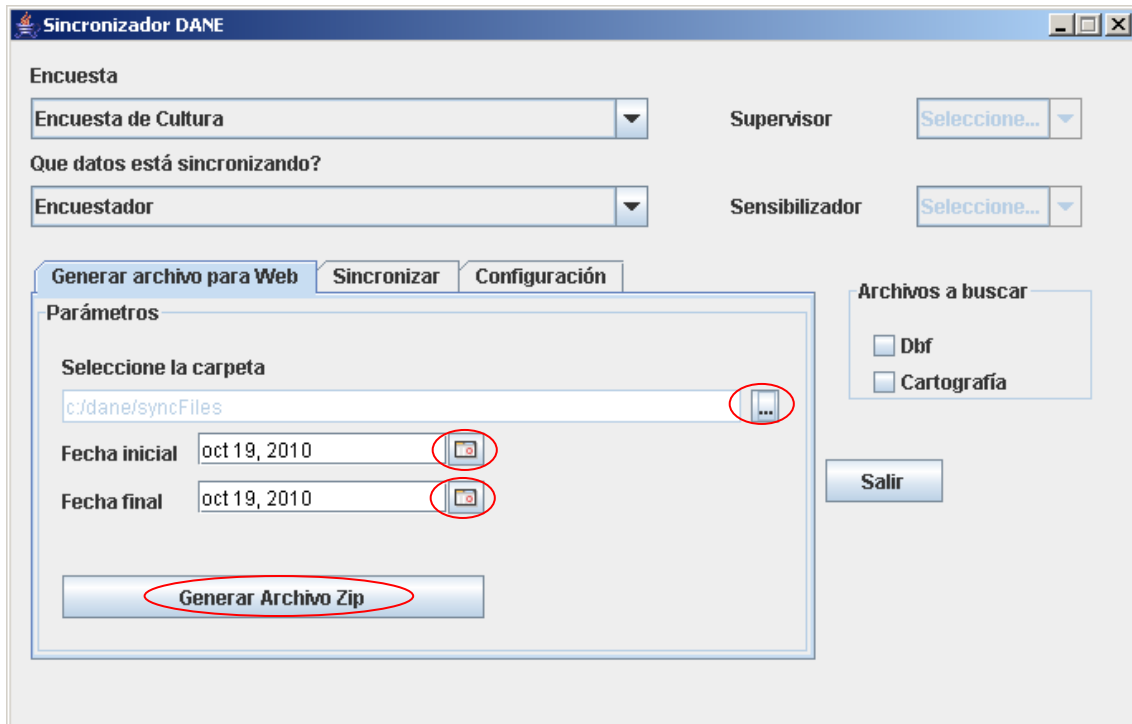 Sincronizador DANE
Encuesta
Encuesta de Cultura
Supervisor
Seleccione...
Que datos está sincronizando?
Encuestador
Sensibilizador
Seleccione...
Generar archivo para Web
Sincronizar
Configuración
Parámetros
Archivos a buscar
Dbf
Cartografía
Seleccione la carpeta
c:/dane/syncFiles
...
Fecha inicial
oct 19, 2010
Fecha final
oct 19, 2010
Salir
Generar Archivo Zip